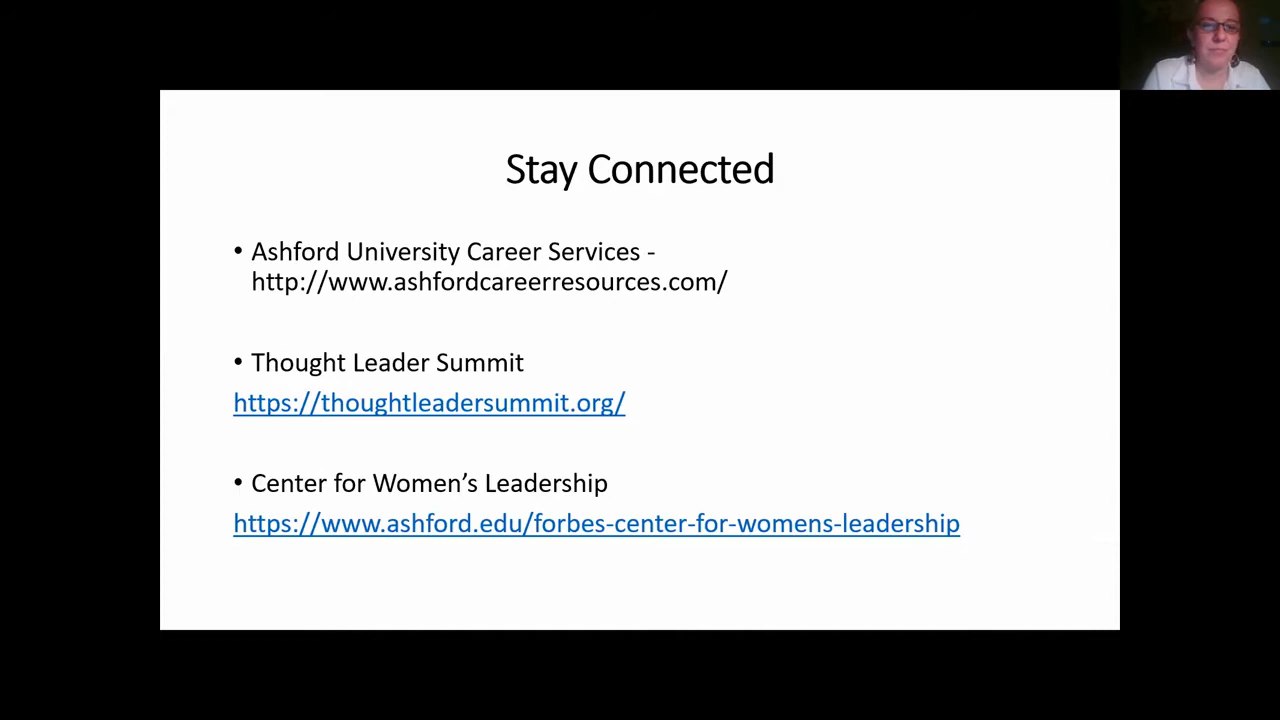 Stay Connected
• Ashford University Career Services -
http://www.ashfordcareerresources.com/
• Thought Leader Summit
https://thoughtleadersummit.org/
• Center for Women’s Leadership
https://www.ashford.edu/forbes-center-for-womens-leadership